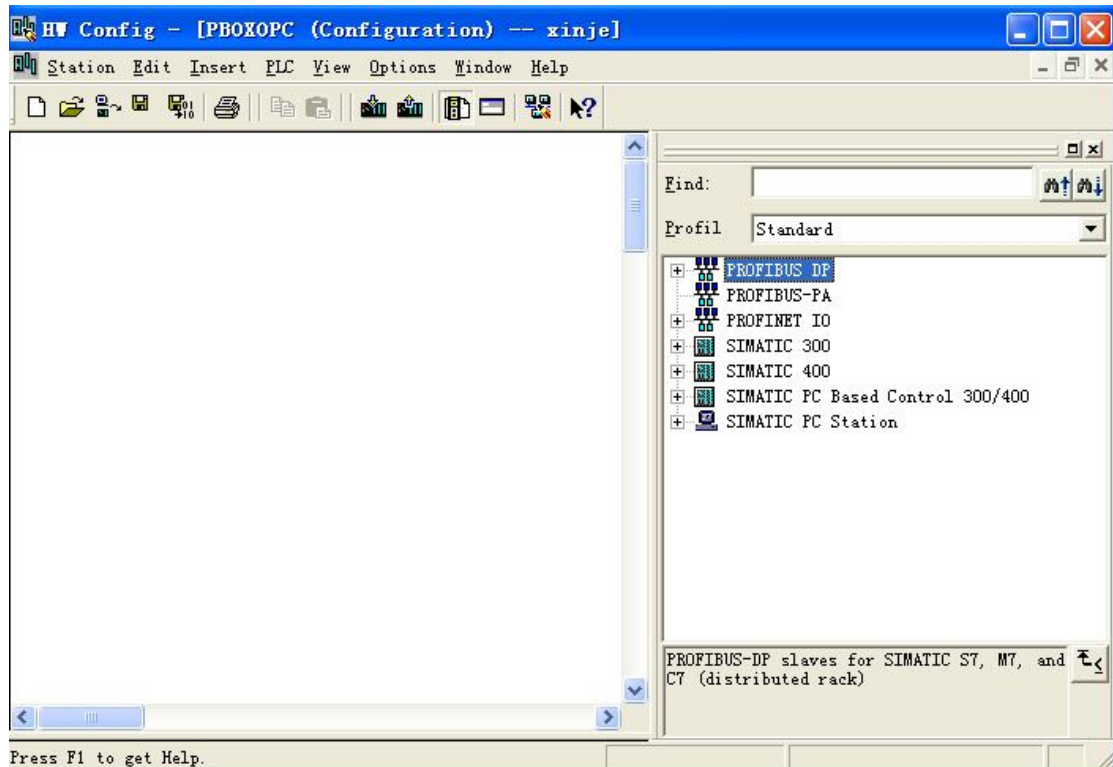 HW Config - [PBOXOPC (Configuration) -- xinje]
Station Edit Insert PLC View Options Window Help
Find:
Profil Standard
PROFIBUS DP
PROFIBUS-PA
PROFINET IO
SIMATIC 300
SIMATIC 400
SIMATIC PC Based Control 300/400
SIMATIC PC Station
PROFIBUS-DP slaves for SIMATIC S7, M7, and
C7 (distributed rack)
Press F1 to get Help.